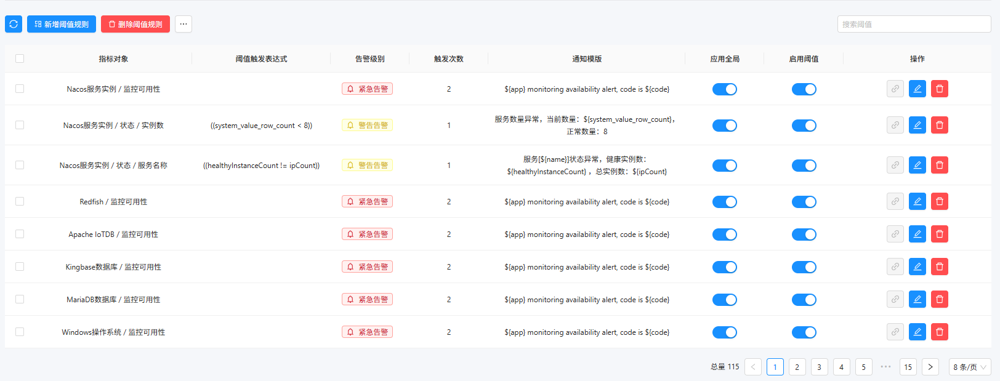 新增阈值规则 删除阈值规则 ··· 搜索阈值
指标对象 阈值触发表达式 告警级别 触发次数 通知模版 应用全局 启用阈值 操作
Nacos服务实例 / 监控可用性 紧急告警 2 ${app} monitoring availability alert, code is ${code}
Nacos服务实例 / 状态 / 实例数 ((system_value_row_count < 8)) 警告告警 1 服务数量异常，当前数量：${system_value_row_count}，
正常数量：8
Nacos服务实例 / 状态 / 服务名称 ((healthyInstanceCount != ipCount)) 警告告警 1 服务[${name}]状态异常，健康实例数：
${healthyInstanceCount} ，总实例数：${ipCount}
Redfish / 监控可用性 紧急告警 2 ${app} monitoring availability alert, code is ${code}
Apache IoTDB / 监控可用性 紧急告警 2 ${app} monitoring availability alert, code is ${code}
Kingbase数据库 / 监控可用性 紧急告警 2 ${app} monitoring availability alert, code is ${code}
MariaDB数据库 / 监控可用性 紧急告警 2 ${app} monitoring availability alert, code is ${code}
Windows操作系统 / 监控可用性 紧急告警 2 ${app} monitoring availability alert, code is ${code}
总量 115 < 1 2 3 4 5 ••• 15 > 8 条/页